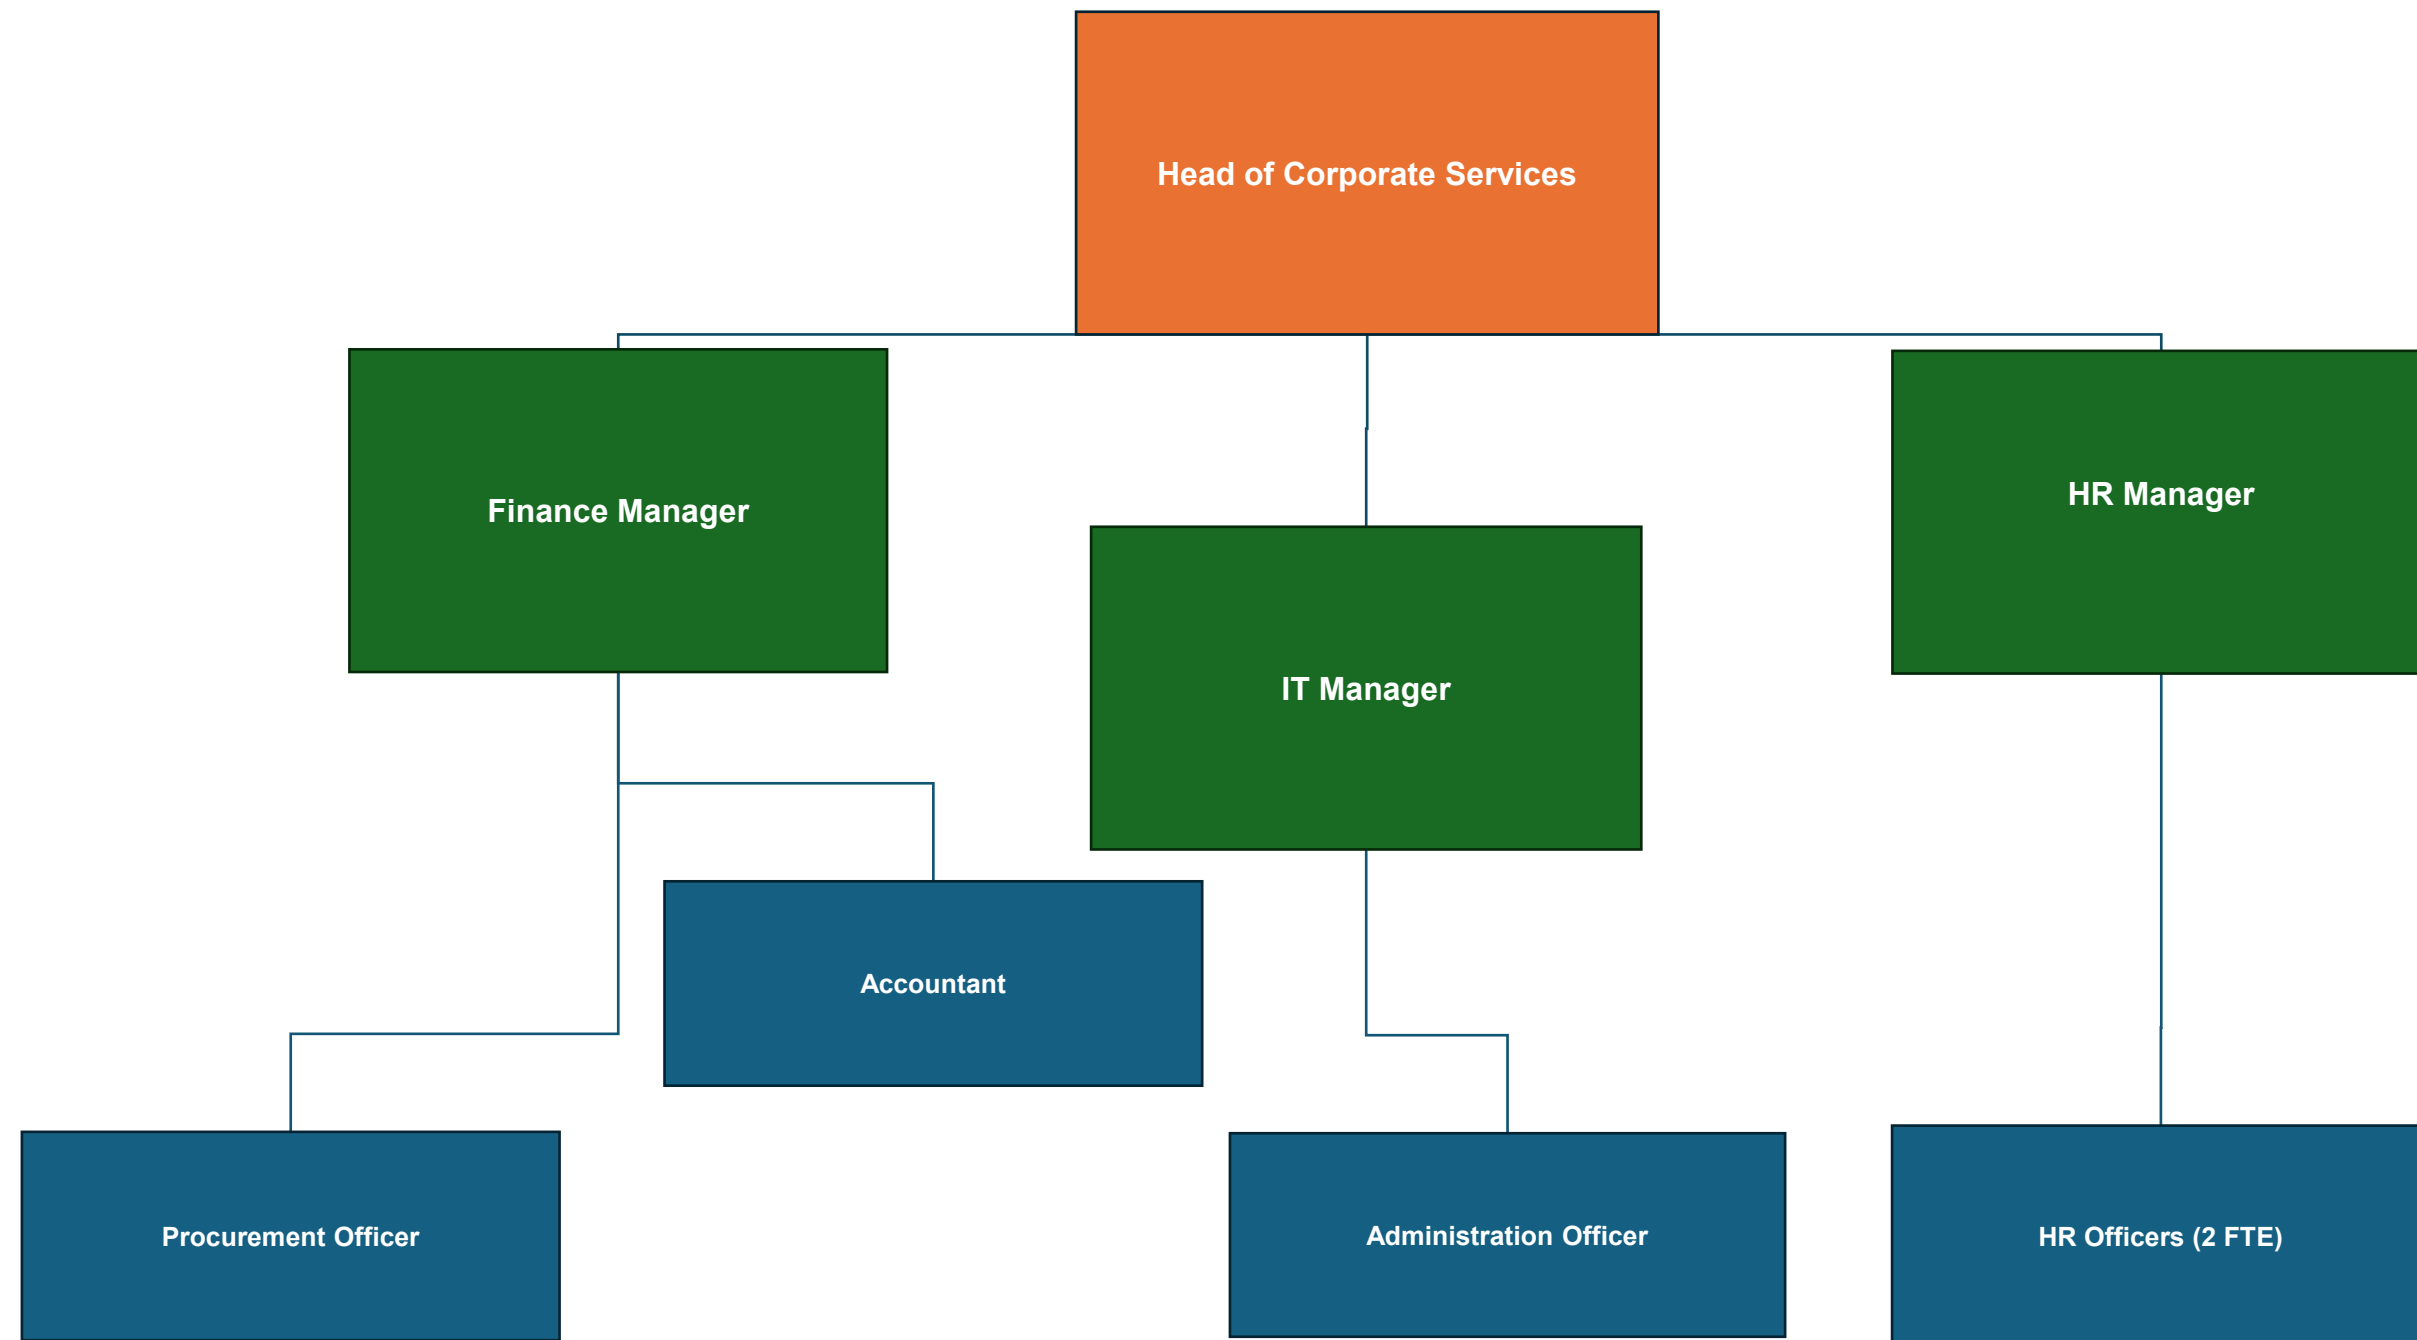 Head of Corporate Services
Finance Manager
HR Manager
IT Manager
Accountant
Procurement Officer
Administration Officer
HR Officers (2 FTE)